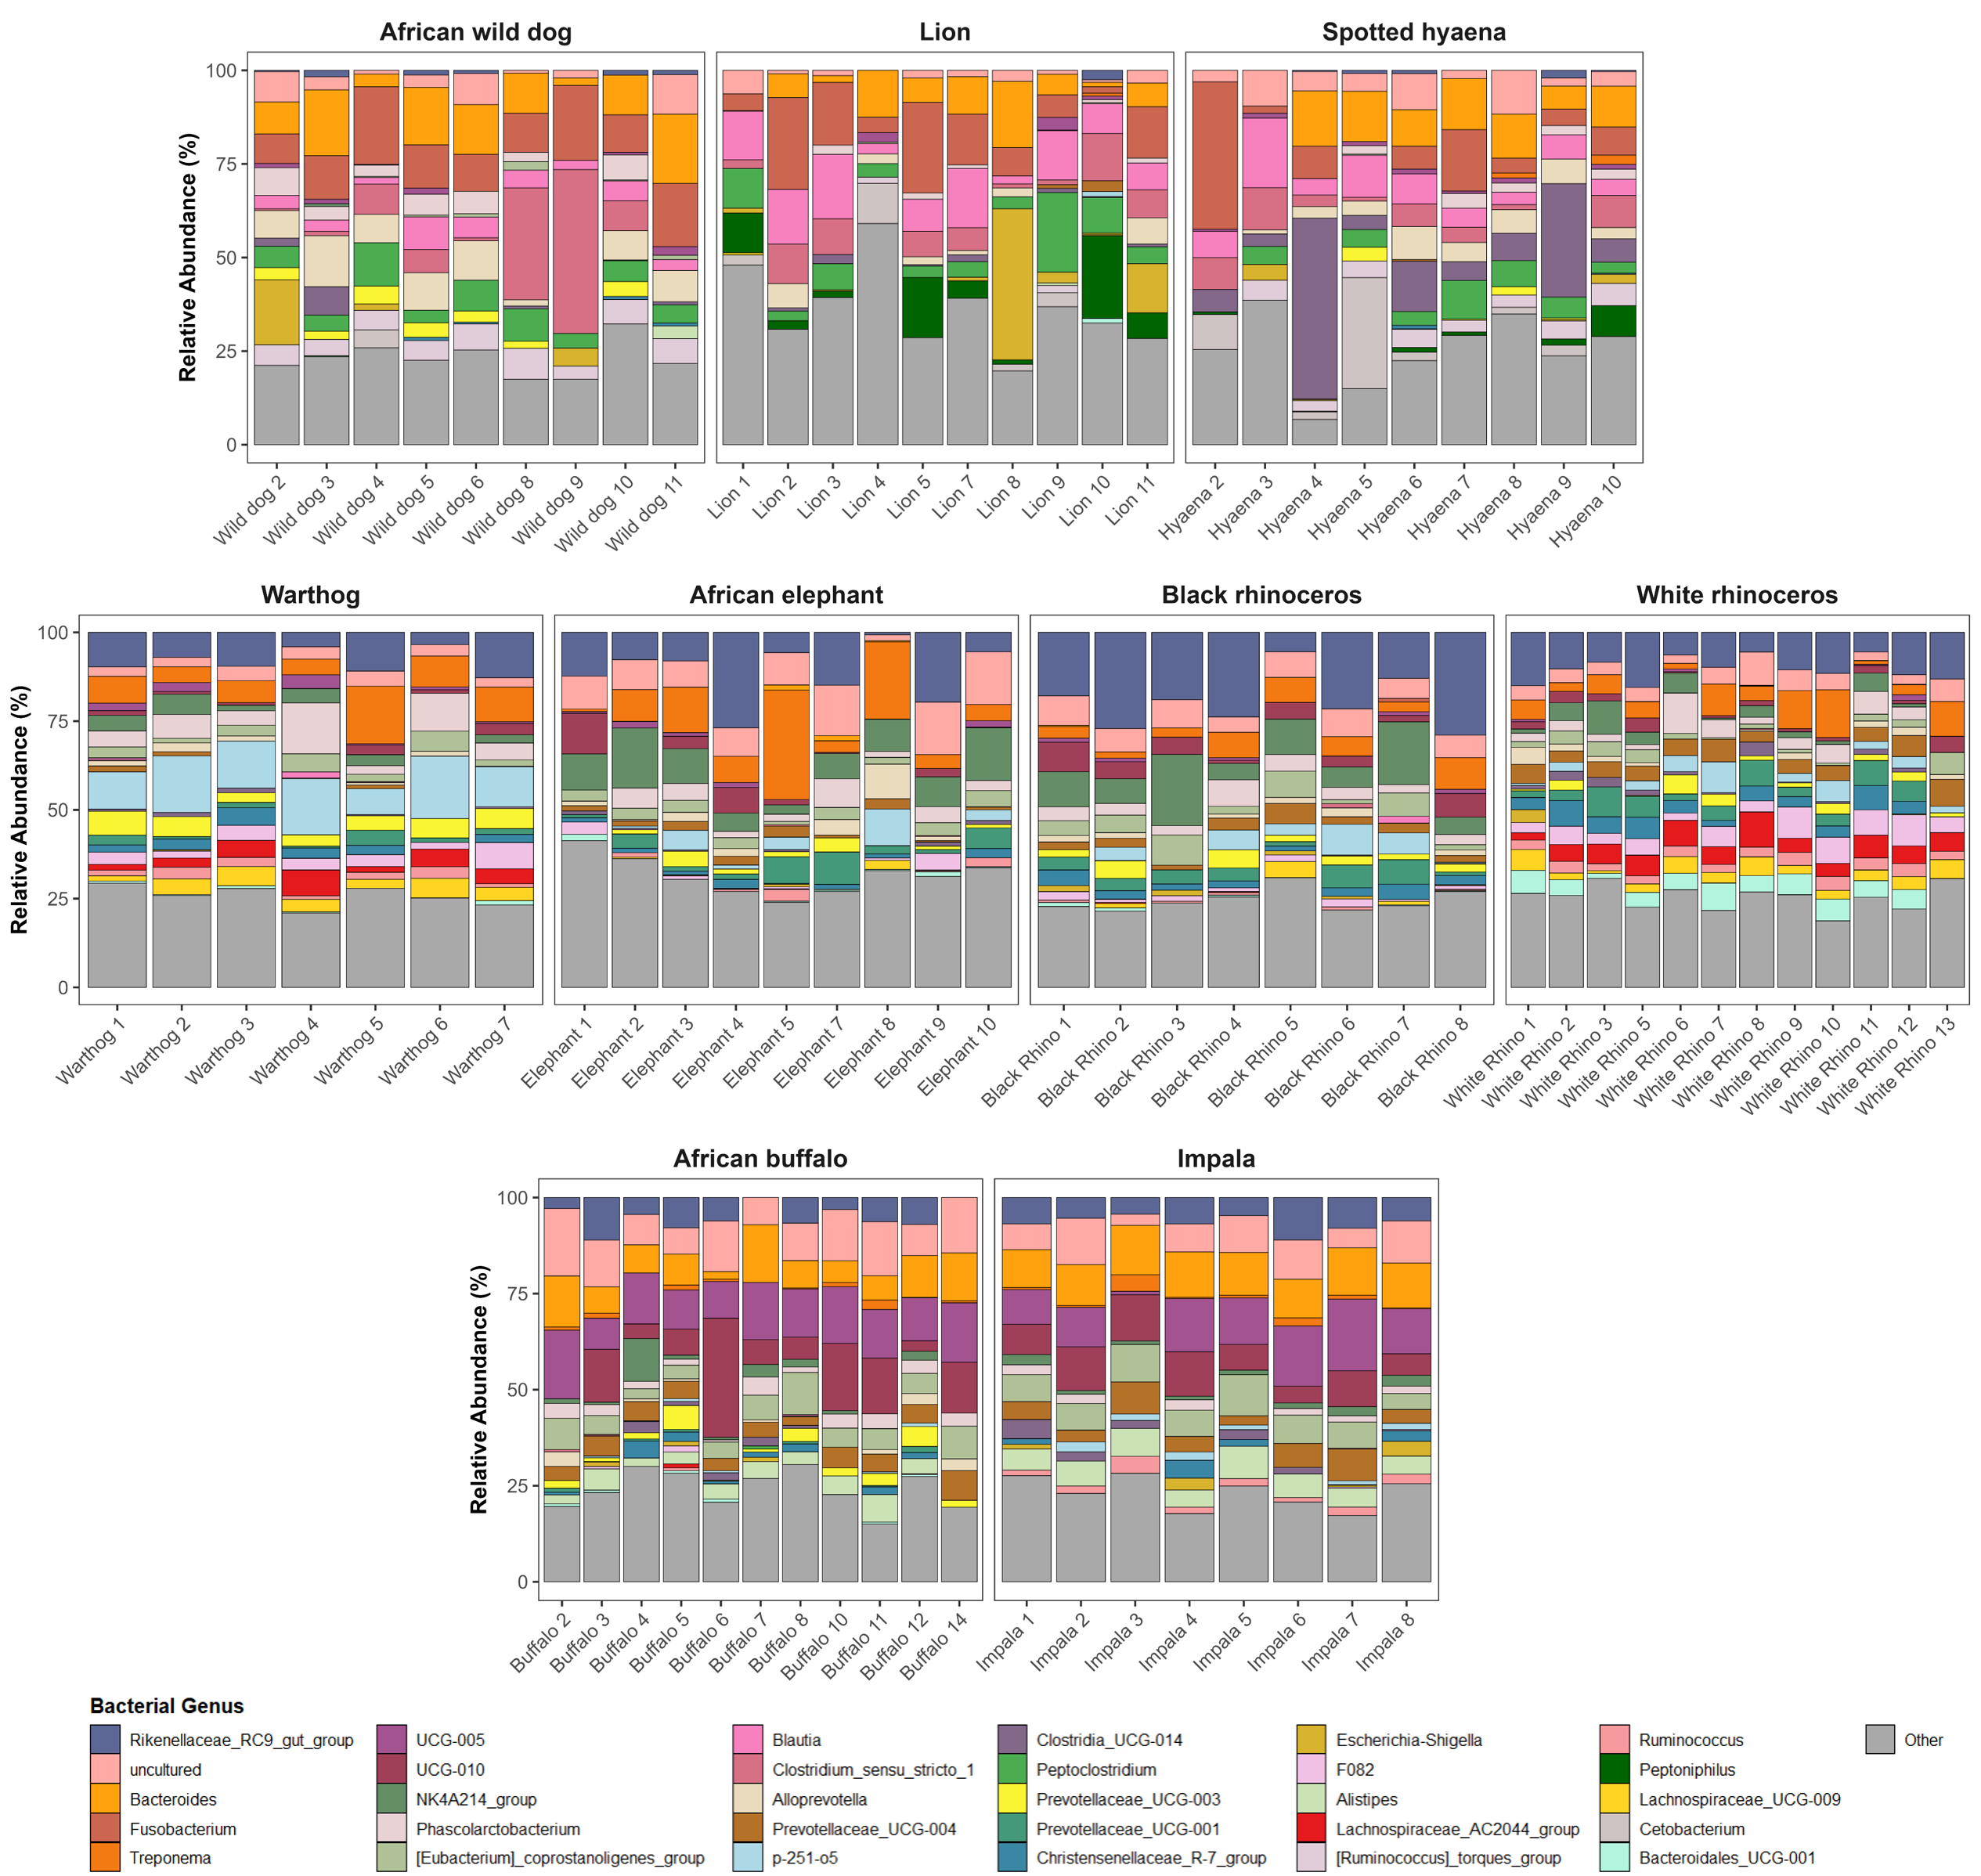 African wild dog Lion Spotted hyaena
Relative Abundance (%)
100
75
50
25
0
Wild dog 2 Wild dog 3 Wild dog 4 Wild dog 5 Wild dog 6 Wild dog 8 Wild dog 9 Wild dog 10 Wild dog 11 Lion 1 Lion 2 Lion 3 Lion 4 Lion 5 Lion 7 Lion 8 Lion 9 Lion 10 Lion 11 Hyaena 2 Hyaena 3 Hyaena 4 Hyaena 5 Hyaena 6 Hyaena 7 Hyaena 8 Hyaena 9 Hyaena 10
Warthog African elephant Black rhinoceros White rhinoceros
Relative Abundance (%)
100
75
50
25
0
Warthog 1 Warthog 2 Warthog 3 Warthog 4 Warthog 5 Warthog 6 Warthog 7 Elephant 1 Elephant 2 Elephant 3 Elephant 4 Elephant 5 Elephant 7 Elephant 8 Elephant 9 Elephant 10 Black Rhino 1 Black Rhino 2 Black Rhino 3 Black Rhino 4 Black Rhino 5 Black Rhino 6 Black Rhino 7 Black Rhino 8 White Rhino 1 White Rhino 2 White Rhino 3 White Rhino 5 White Rhino 6 White Rhino 7 White Rhino 8 White Rhino 9 White Rhino 10 White Rhino 11 White Rhino 12 White Rhino 13
African buffalo Impala
Relative Abundance (%)
100
75
50
25
0
Buffalo 2 Buffalo 3 Buffalo 4 Buffalo 5 Buffalo 6 Buffalo 7 Buffalo 8 Buffalo 10 Buffalo 11 Buffalo 12 Buffalo 14 Impala 1 Impala 2 Impala 3 Impala 4 Impala 5 Impala 6 Impala 7 Impala 8
Bacterial Genus
Rikenellaceae_RC9_gut_group UCG-005 Blautia Clostridia_UCG-014 Escherichia-Shigella Ruminococcus Other
uncultured UCG-010 Clostridium_sensu_stricto_1 Peptoclostridium F082 Peptoniphilus
Bacteroides NK4A214_group Alloprevotella Prevotellaceae_UCG-003 Alistipes Lachnospiraceae_UCG-009
Fusobacterium Phascolarctobacterium Prevotellaceae_UCG-004 Prevotellaceae_UCG-001 Lachnospiraceae_AC2044_group Cetobacterium
Treponema [Eubacterium]_coprostanoligenes_group p-251-o5 Christensenellaceae_R-7_group [Ruminococcus]_torques_group Bacteroidales_UCG-001